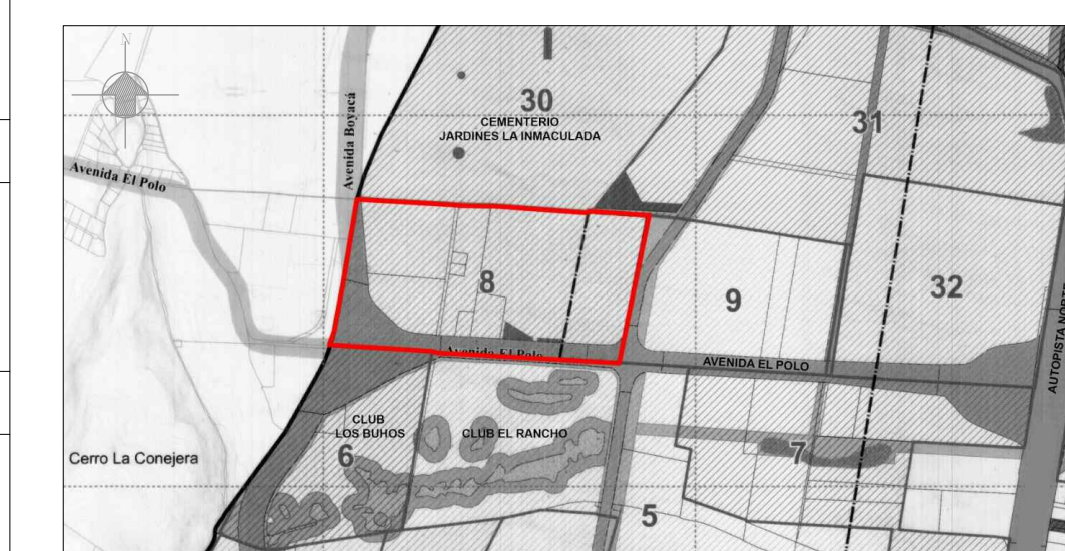 N
30
CEMENTERIO
JARDINES LA INMACULADA
31
Avenida Boyacá
Avenida El Polo
8
9
32
Avenida El Polo
AVENIDA EL POLO
AUTOPISTA NORTE
CLUB
LOS BUHOS
CLUB EL RANCHO
6
Cerro La Conejera
7
5